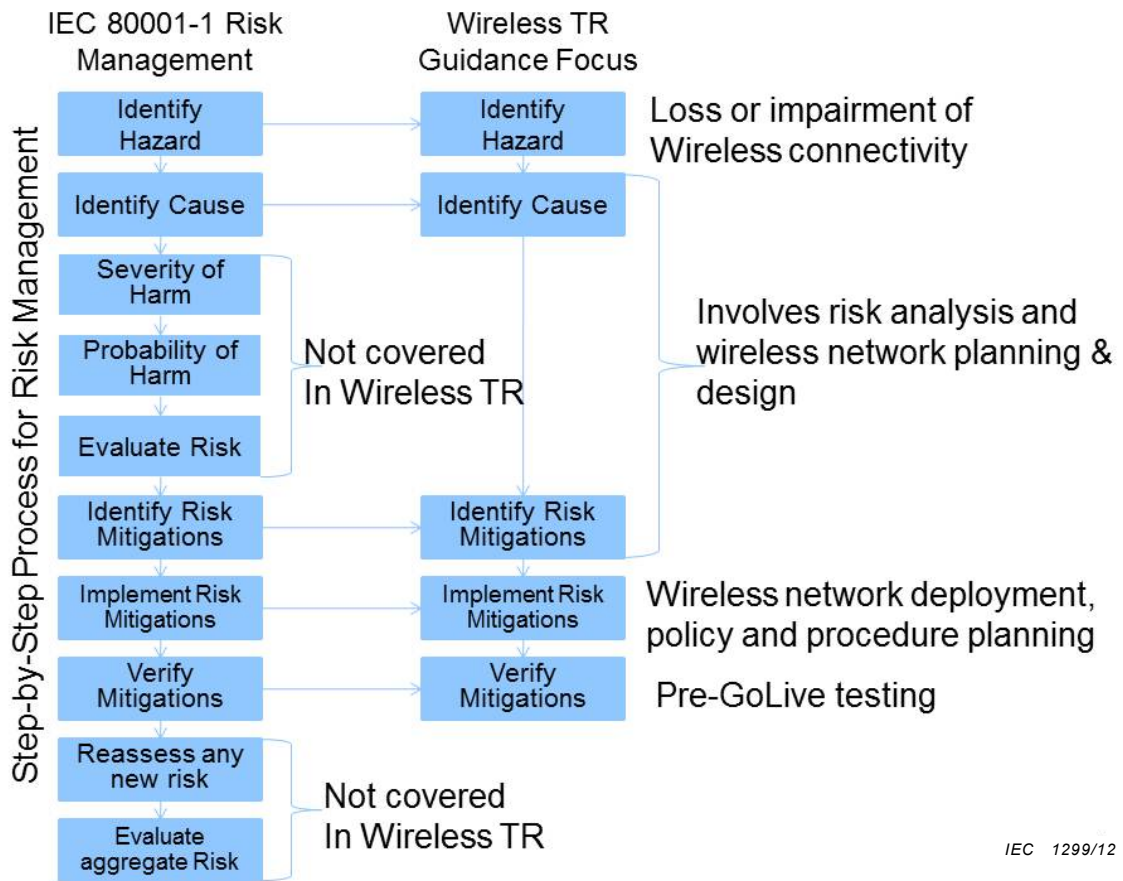 IEC 80001-1 Risk
Management
Wireless TR
Guidance Focus
Step-by-Step Process for Risk Management
Identify
Hazard
Identify
Hazard
Loss or impairment of
Wireless connectivity
Identify Cause
Identify Cause
Severity of
Harm
Probability of
Harm
Evaluate Risk
Not covered
In Wireless TR
Involves risk analysis and
wireless network planning &
design
Identify Risk
Mitigations
Identify Risk
Mitigations
Implement Risk
Mitigations
Implement Risk
Mitigations
Wireless network deployment,
policy and procedure planning
Verify
Mitigations
Verify
Mitigations
Pre-GoLive testing
Reassess any
new risk
Evaluate
aggregate Risk
Not covered
In Wireless TR
IEC 1299/12